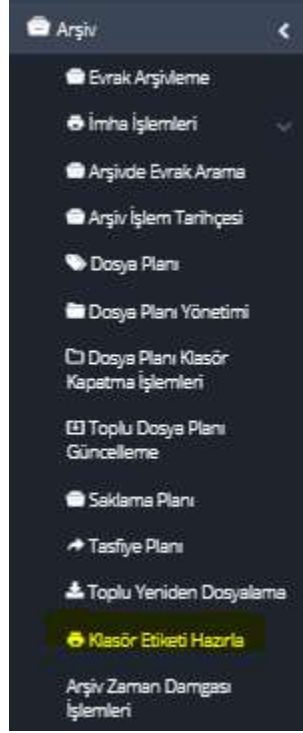 Arşiv
Evrak Arşivleme
İmha İşlemleri
Arşivde Evrak Arama
Arşiv İşlem Tarihçesi
Dosya Planı
Dosya Planı Yönetimi
Dosya Planı Klasör
Kapatma İşlemleri
Toplu Dosya Planı
Güncelleme
Saklama Planı
Tasfiye Planı
Toplu Yeniden Dosyalama
Klasör Etiketi Hazırla
Arşiv Zaman Damgası
İşlemleri